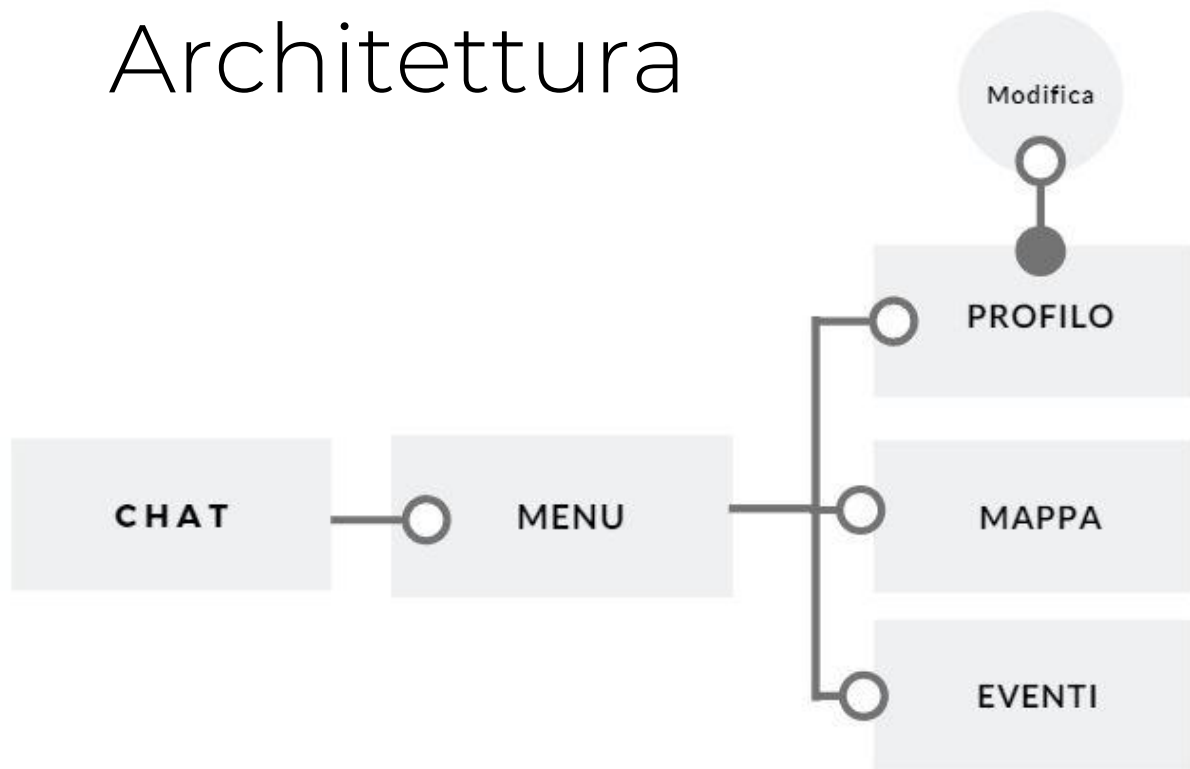 Architettura
Modifica
PROFILO
CHAT
MENU
MAPPA
EVENTI